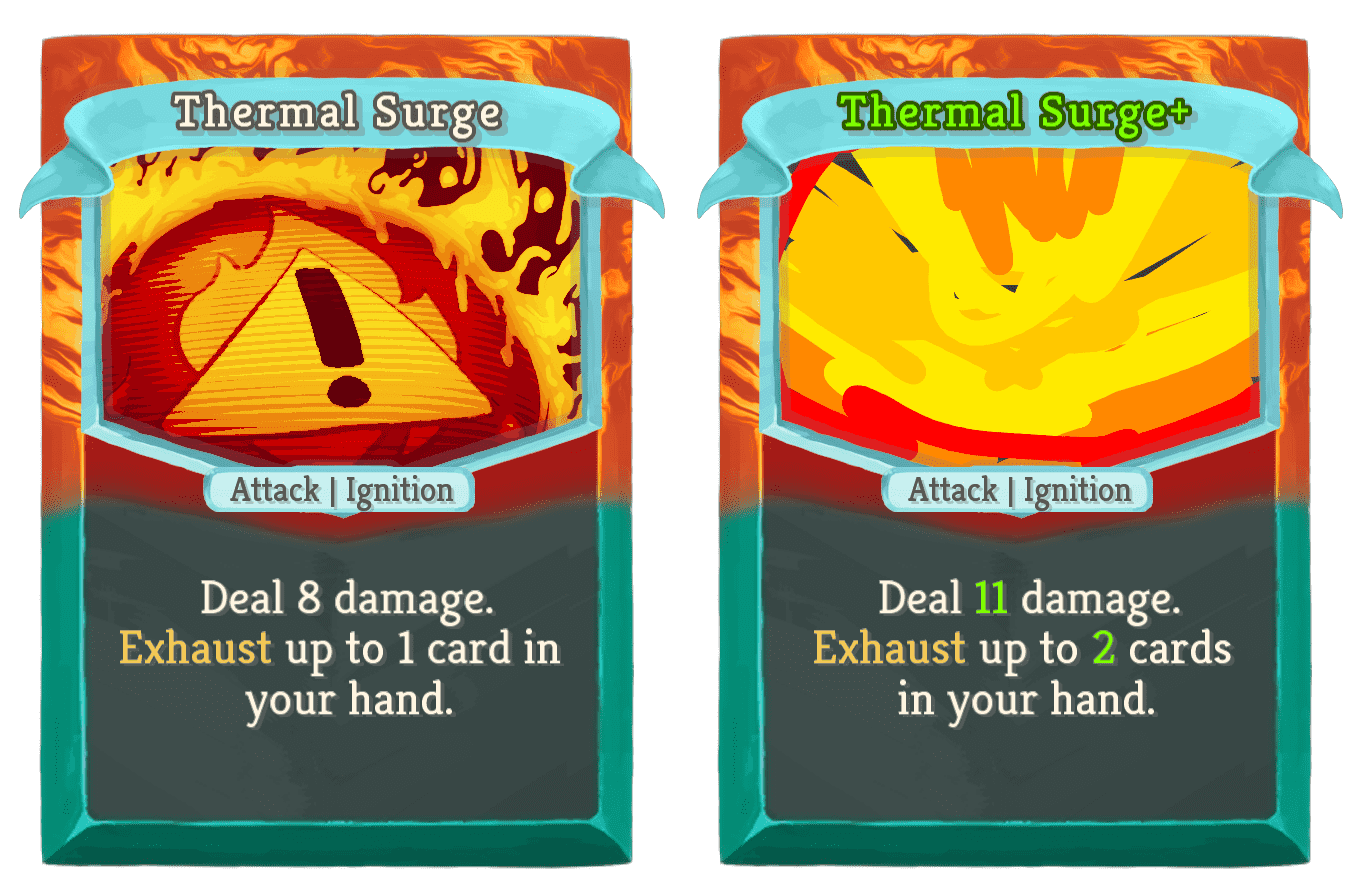 Thermal Surge
Attack | Ignition
Deal 8 damage.
Exhaust up to 1 card in
your hand.
Thermal Surge+
Attack | Ignition
Deal 11 damage.
Exhaust up to 2 cards
in your hand.